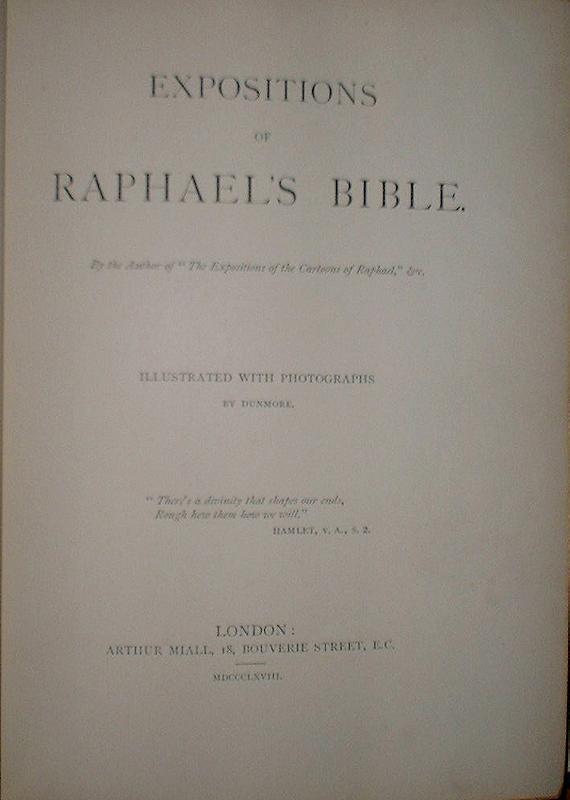 EXPOSITIONS
OF
RAPHAEL'S BIBLE.
By the Author of "The Expositions of the Cartoons of Raphael," &c.
ILLUSTRATED WITH PHOTOGRAPHS
BY DUNMORE.
"There's a divinity that shapes our ends,
Rough hew them how we will,"
HAMLET, V. A., S. 2.
LONDON:
ARTHUR MIALL, 18, BOUVERIE STREET, E.C.
MDCCCLXVIII.